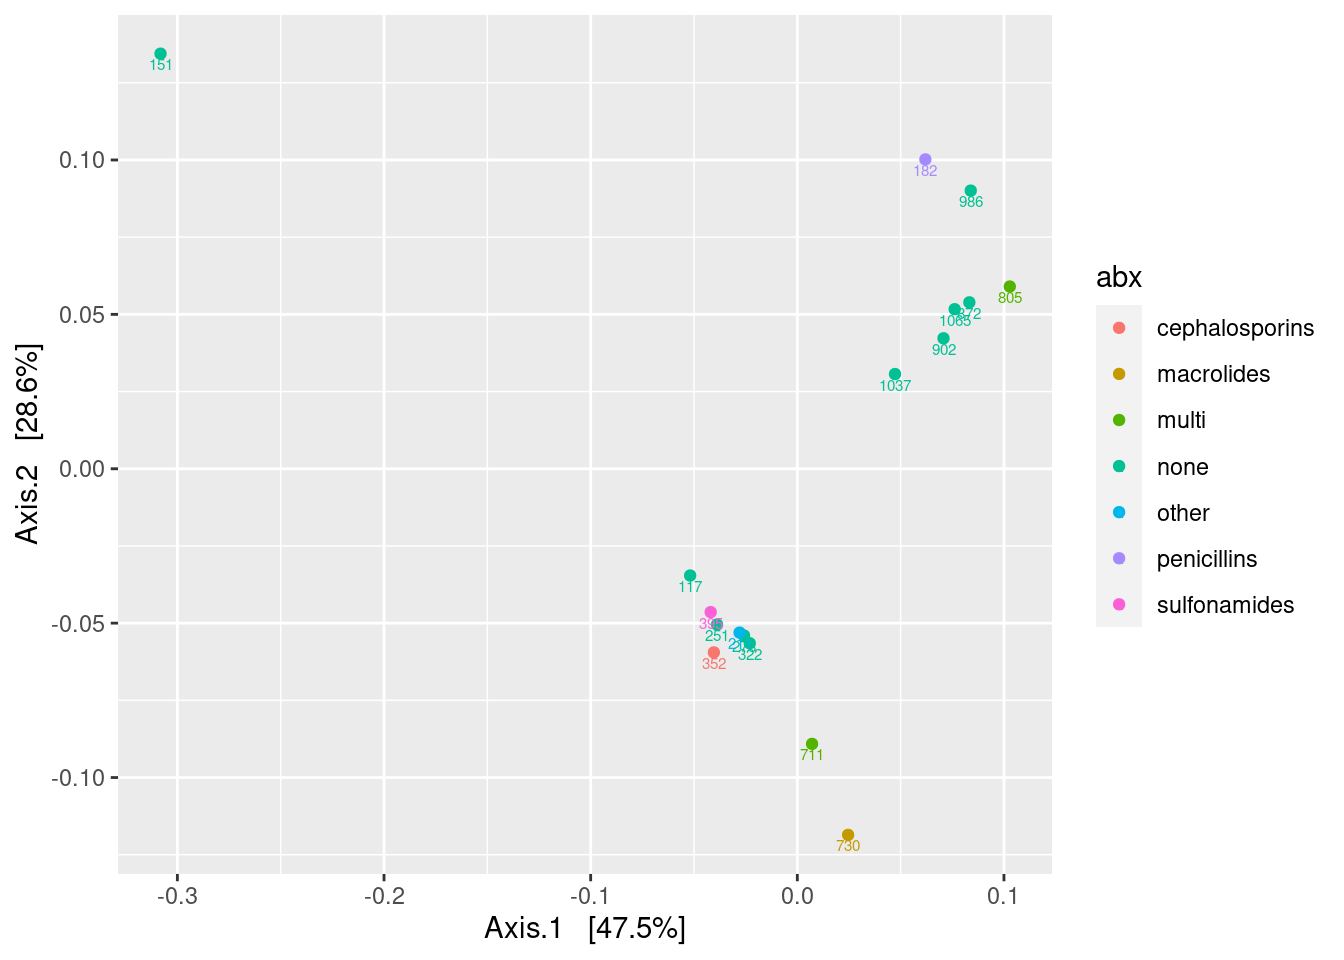 151
0.10
182
986
0.05
805
1065
902
1037
0.00
117
-0.05
251
322
352
711
-0.10
730
-0.3
-0.2
-0.1
0.0
0.1
Axis.1 [47.5%]
Axis.2 [28.6%]
abx
cephalosporins
macrolides
multi
none
other
penicillins
sulfonamides